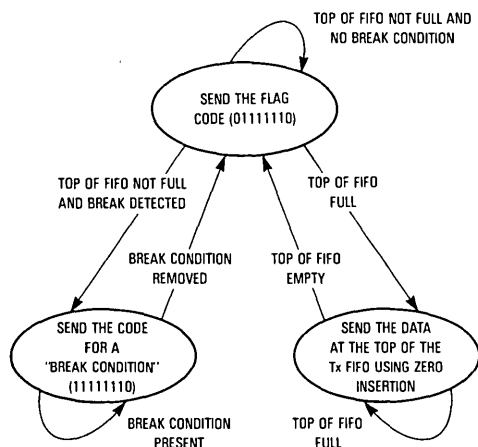 TOP OF FIFO NOT FULL AND
NO BREAK CONDITION
SEND THE FLAG
CODE (01111110)
TOP OF FIFO NOT FULL
AND BREAK DETECTED
TOP OF FIFO
FULL
BREAK CONDITION
REMOVED
TOP OF FIFO
EMPTY
SEND THE CODE
FOR A
"BREAK CONDITION"
(11111110)
SEND THE DATA
AT THE TOP OF THE
Tx FIFO USING ZERO
INSERTION
BREAK CONDITION
PRESENT
TOP OF FIFO
FULL